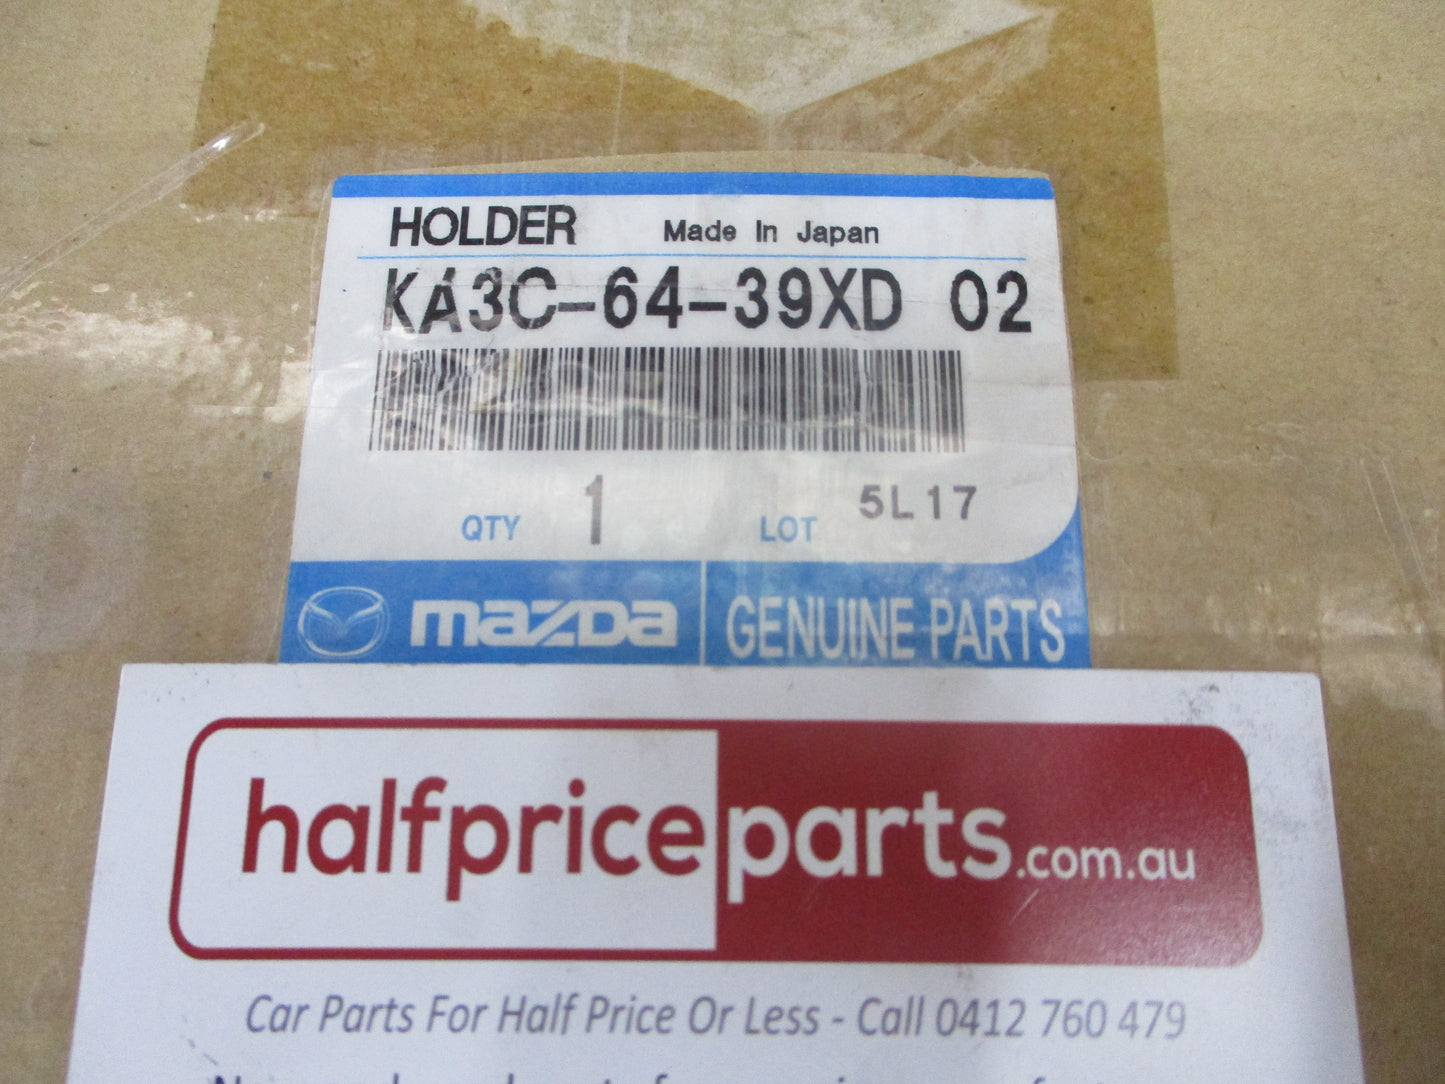 HOLDER Made In Japan
KA3C-64-39XD 02
QTY 1 LOT 5L17
mazda GENUINE PARTS
halfpriceparts.com.au
Car Parts For Half Price Or Less - Call 0412 760 479